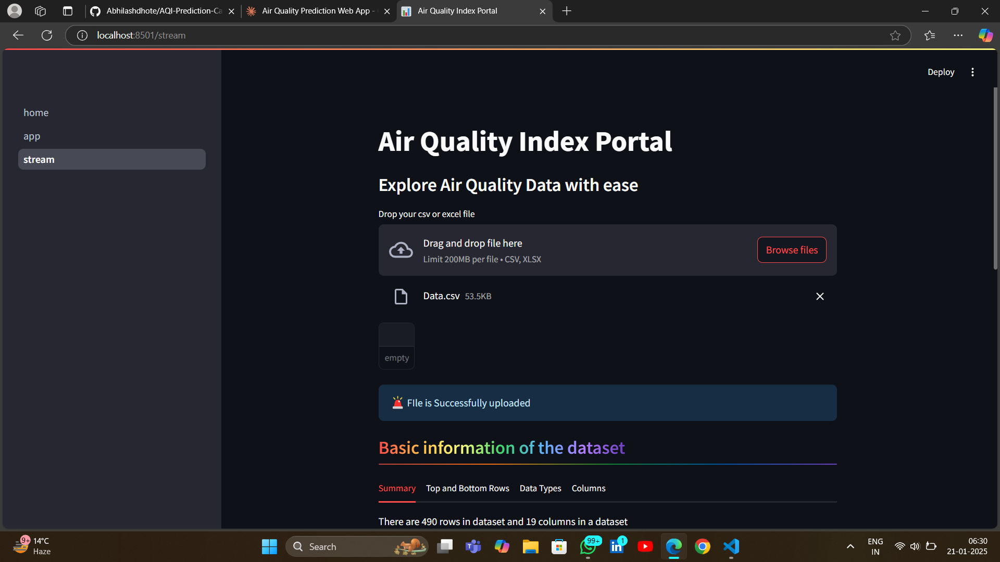 Abhilashdhote/AQI-Prediction-Ca
Air Quality Prediction Web App -
Air Quality Index Portal
localhost:8501/stream
Deploy
home
app
stream
Air Quality Index Portal
Explore Air Quality Data with ease
Drop your csv or excel file
Drag and drop file here
Limit 200MB per file • CSV, XLSX
Browse files
Data.csv 53.5KB
empty
FIle is Successfully uploaded
Basic information of the dataset
Summary
Top and Bottom Rows
Data Types
Columns
There are 490 rows in dataset and 19 columns in a dataset
9+
14°C
Haze
Search
99+
1
ENG
IN
06:30
21-01-2025